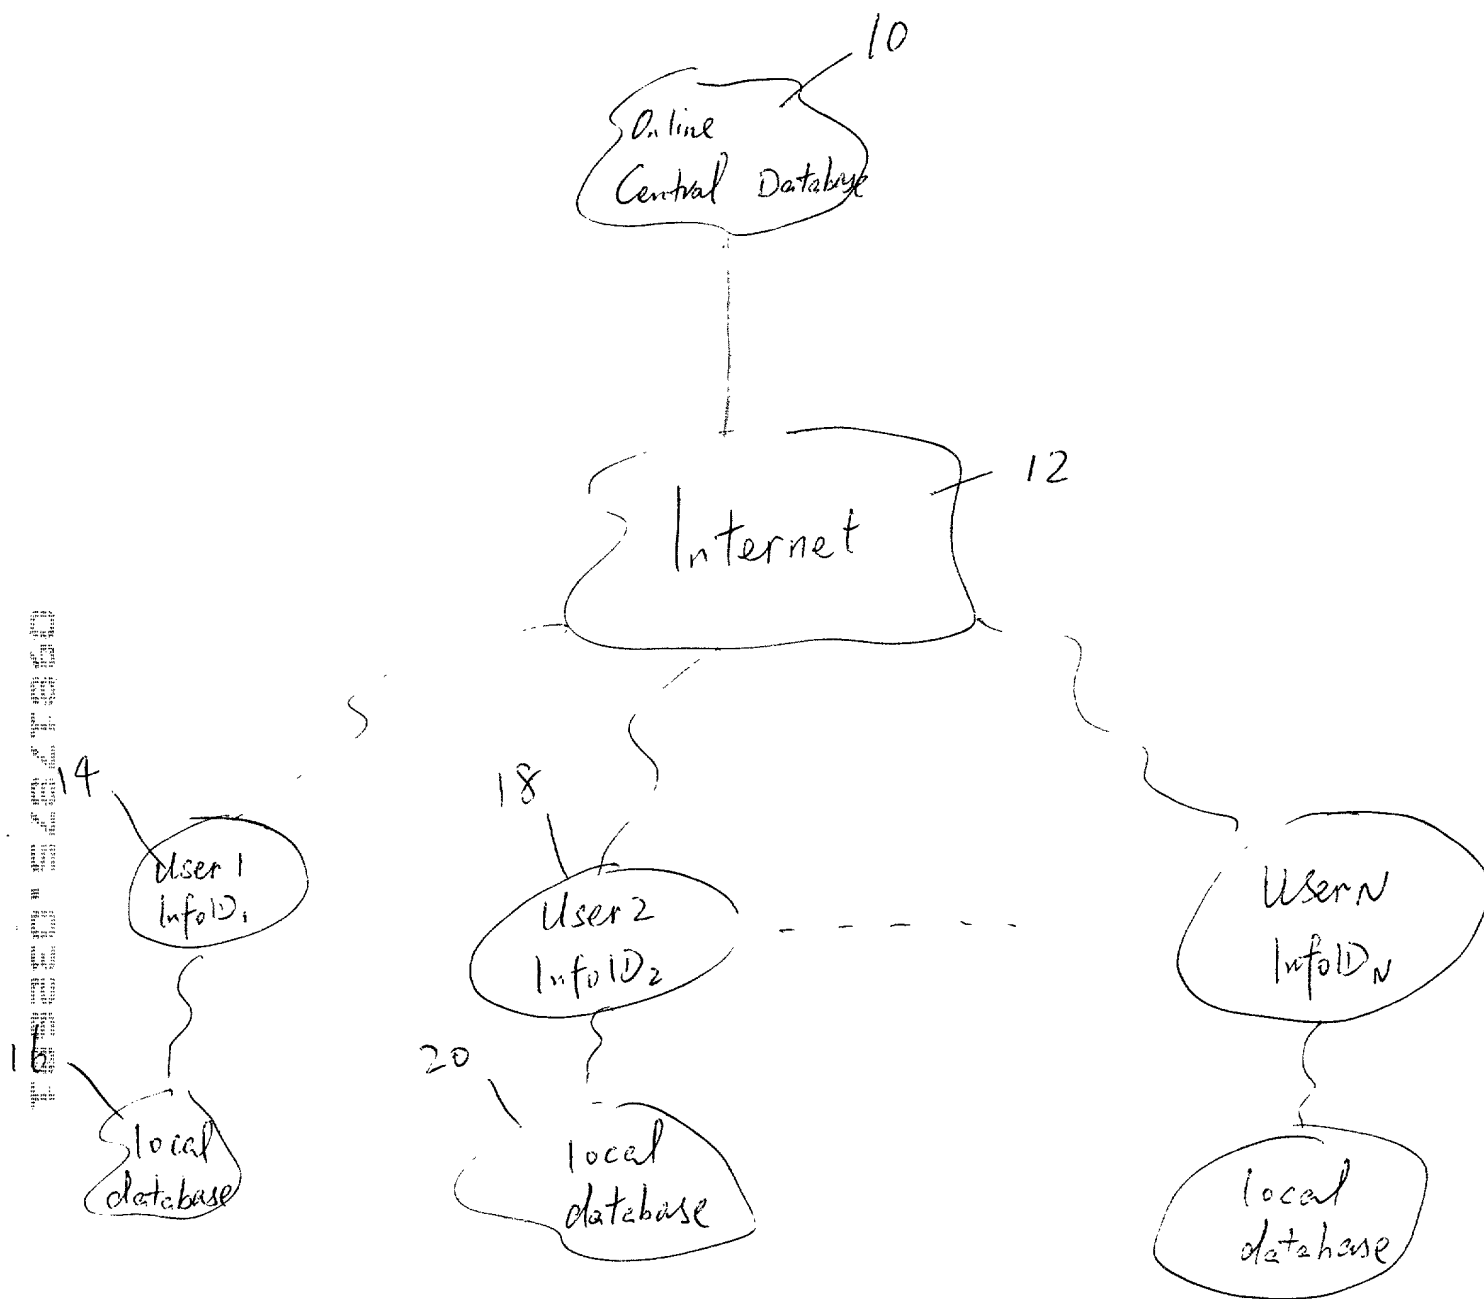 10
Online
Central Database
12
Internet
14
18
User 1
InfoID₁
User 2
InfoID₂
User N
InfoID_N
16
20
local
database
local
database
local
database